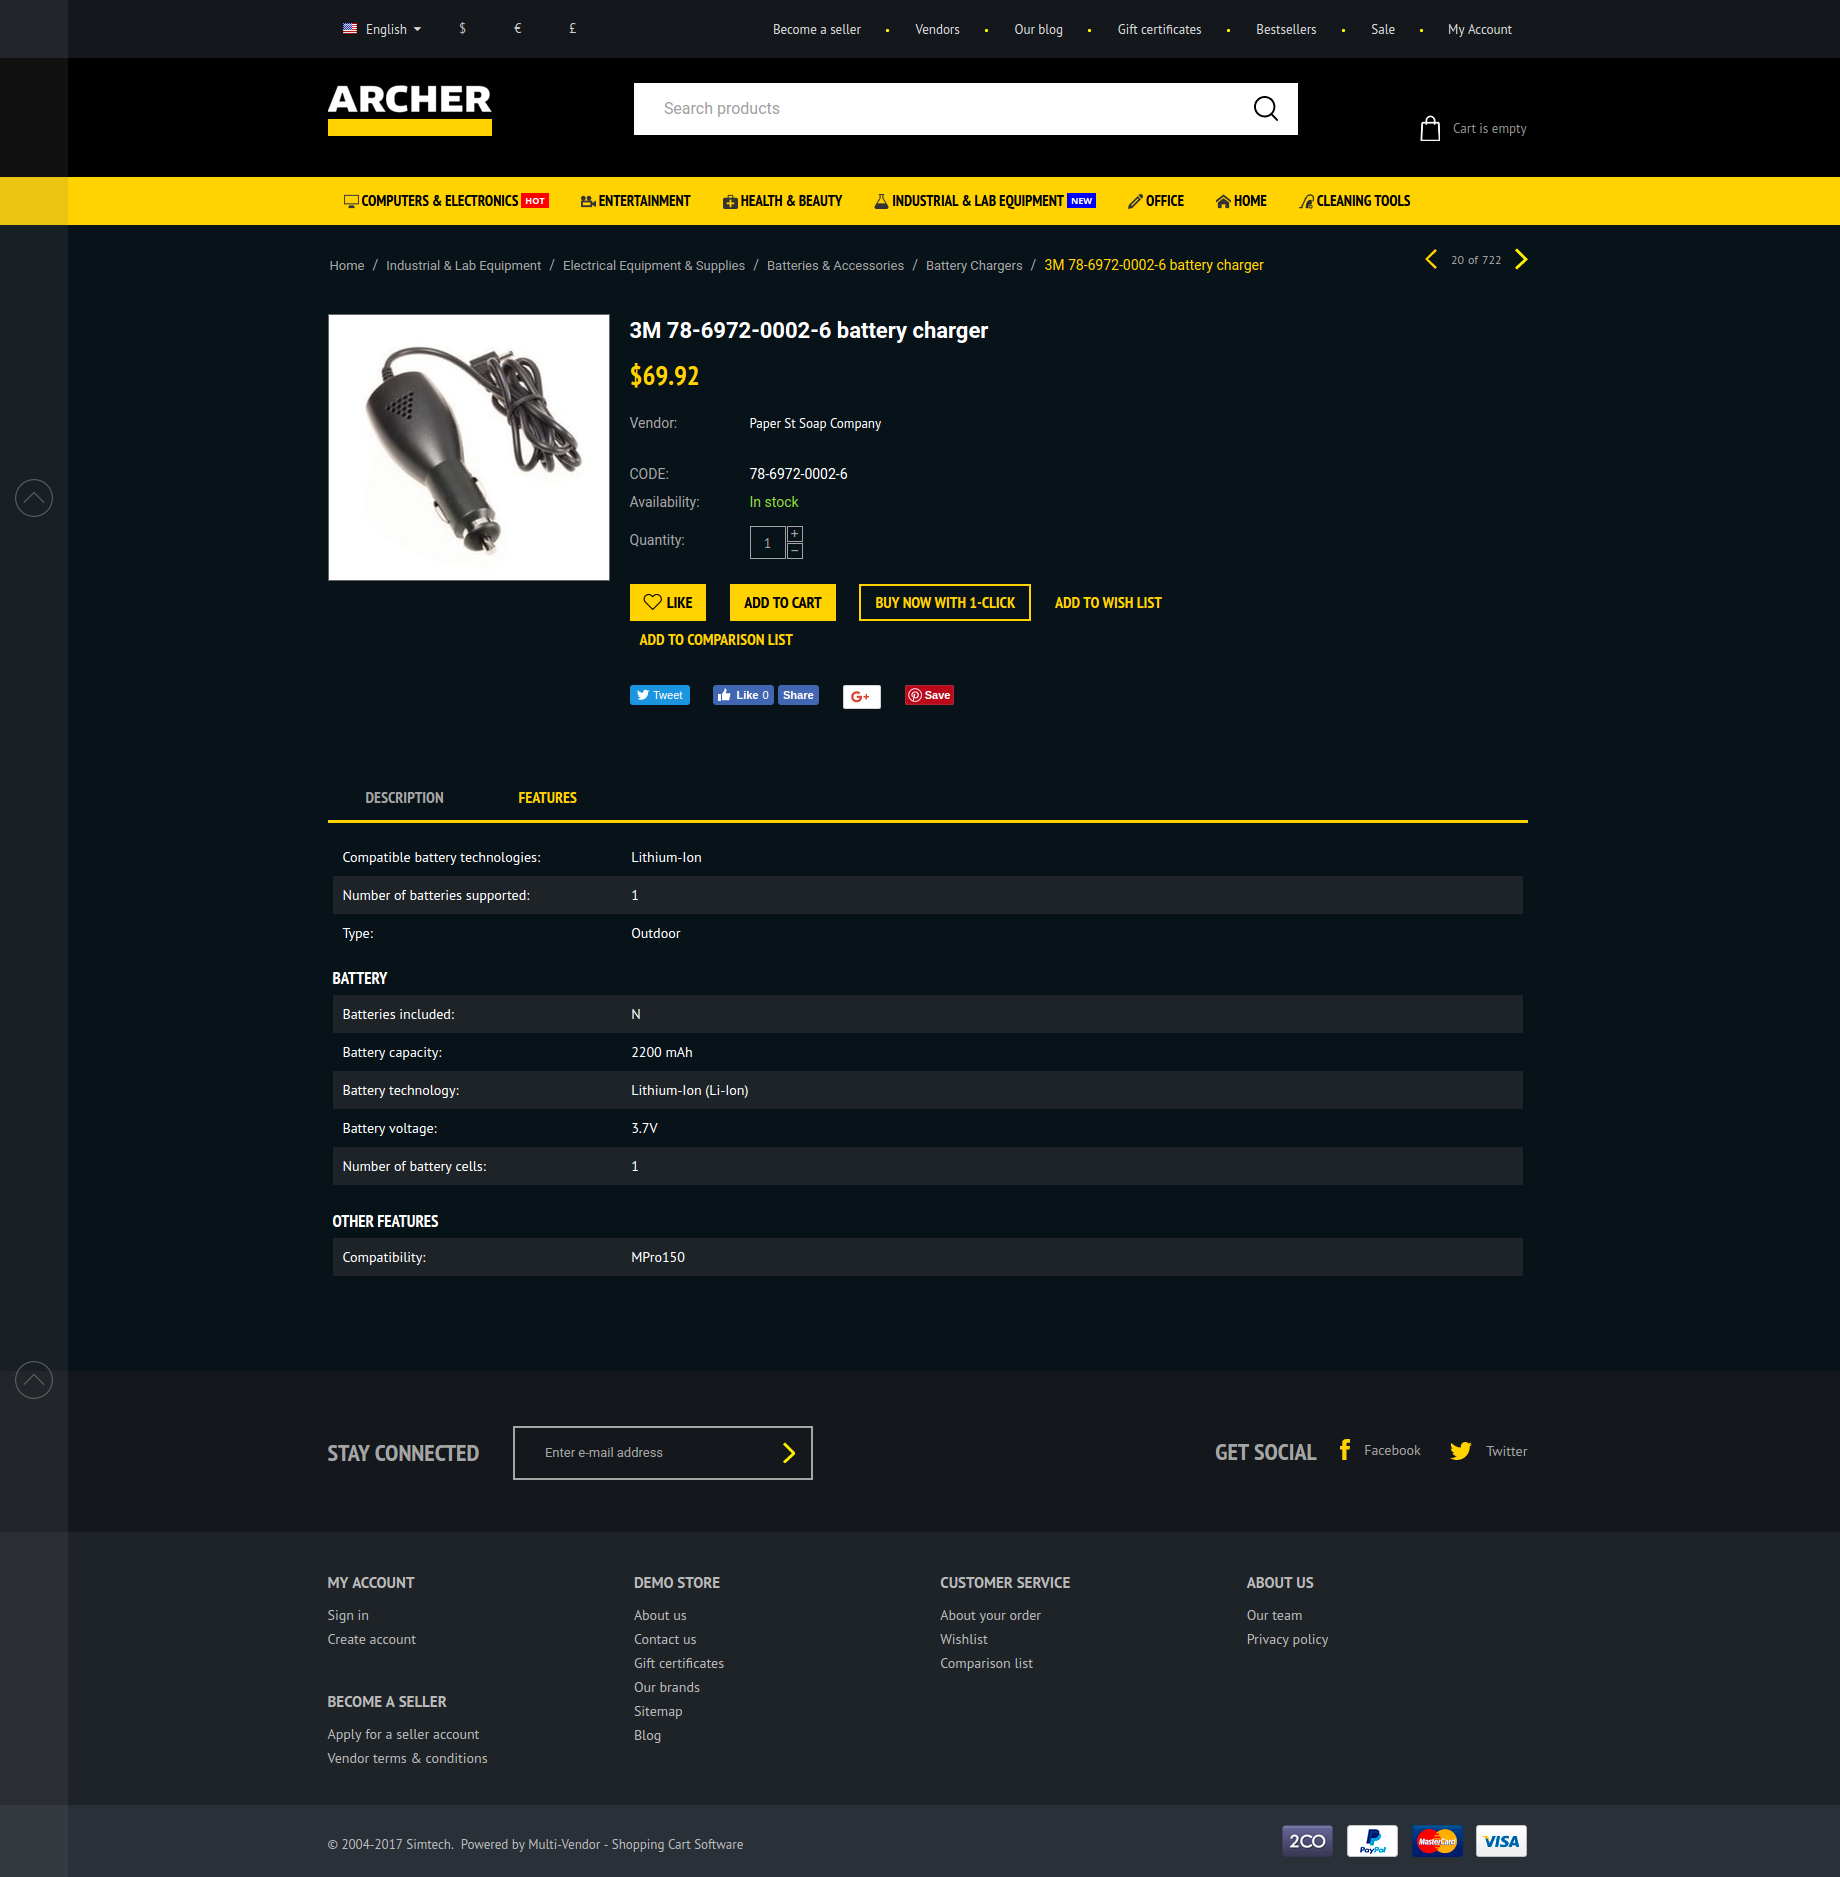 English $ € £ Become a seller Vendors Our blog Gift certificates Bestsellers Sale My Account
ARCHER
Search products
Cart is empty
COMPUTERS & ELECTRONICS HOT ENTERTAINMENT HEALTH & BEAUTY INDUSTRIAL & LAB EQUIPMENT NEW OFFICE HOME CLEANING TOOLS
Home / Industrial & Lab Equipment / Electrical Equipment & Supplies / Batteries & Accessories / Battery Chargers / 3M 78-6972-0002-6 battery charger
20 of 722
3M 78-6972-0002-6 battery charger
$69.92
Vendor: Paper St Soap Company
CODE: 78-6972-0002-6
Availability: In stock
Quantity: 1 + −
LIKE ADD TO CART BUY NOW WITH 1-CLICK ADD TO WISH LIST
ADD TO COMPARISON LIST
Tweet Like 0 Share G+ Save
DESCRIPTION FEATURES
Compatible battery technologies: Lithium-Ion
Number of batteries supported: 1
Type: Outdoor
BATTERY
Batteries included: N
Battery capacity: 2200 mAh
Battery technology: Lithium-Ion (Li-Ion)
Battery voltage: 3.7V
Number of battery cells: 1
OTHER FEATURES
Compatibility: MPro150
STAY CONNECTED Enter e-mail address GET SOCIAL Facebook Twitter
MY ACCOUNT
Sign in
Create account
BECOME A SELLER
Apply for a seller account
Vendor terms & conditions
DEMO STORE
About us
Contact us
Gift certificates
Our brands
Sitemap
Blog
CUSTOMER SERVICE
About your order
Wishlist
Comparison list
ABOUT US
Our team
Privacy policy
© 2004-2017 Simtech. Powered by Multi-Vendor - Shopping Cart Software
2CO PayPal MasterCard VISA